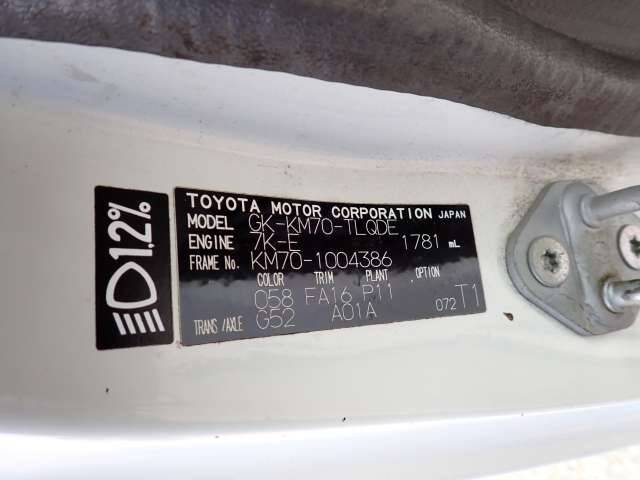 1.2%
TOYOTA MOTOR CORPORATION JAPAN
MODEL GK-KM70-TLQDE
ENGINE 7K-E 1781 mL
FRAME No. KM70-1004386
COLOR TRIM PLANT OPTION
058 FA16 P11
TRANS/AXLE G52 A01A 072 T1